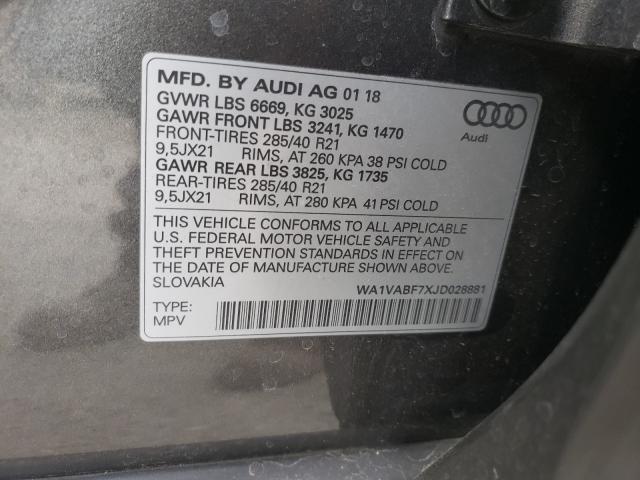 MFD. BY AUDI AG 01 18
GVWR LBS 6669, KG 3025
GAWR FRONT LBS 3241, KG 1470
FRONT-TIRES 285/40 R21
9,5JX21 RIMS, AT 260 KPA 38 PSI COLD
GAWR REAR LBS 3825, KG 1735
REAR-TIRES 285/40 R21
9,5JX21 RIMS, AT 280 KPA 41 PSI COLD
Audi
THIS VEHICLE CONFORMS TO ALL APPLICABLE
U.S. FEDERAL MOTOR VEHICLE SAFETY AND
THEFT PREVENTION STANDARDS IN EFFECT ON
THE DATE OF MANUFACTURE SHOWN ABOVE.
SLOVAKIA
WA1VABF7XJD028881
TYPE:
MPV